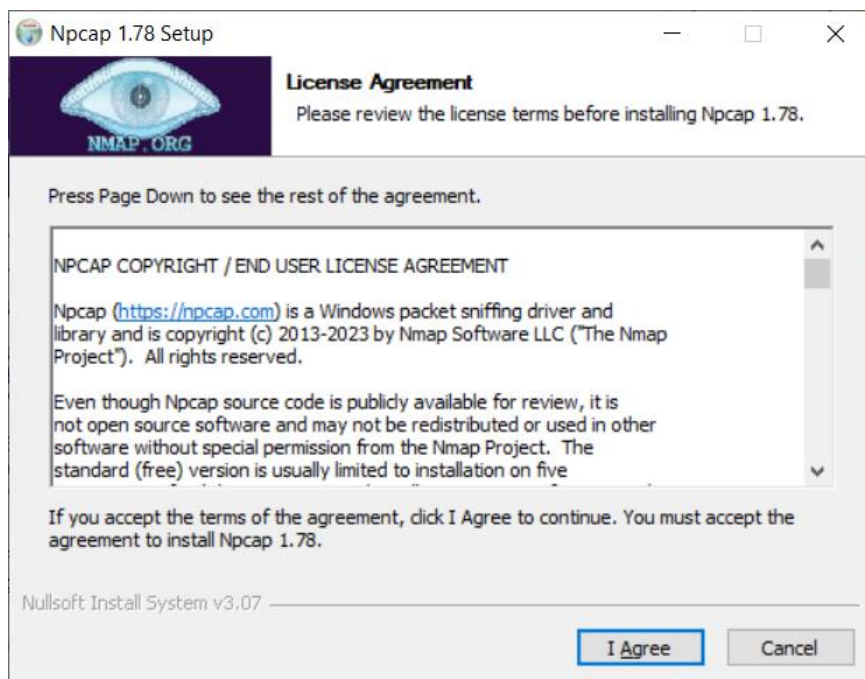 Npcap 1.78 Setup
NMAP.ORG
License Agreement
Please review the license terms before installing Npcap 1.78.
Press Page Down to see the rest of the agreement.
NPCAP COPYRIGHT / END USER LICENSE AGREEMENT
Npcap (https://npcap.com) is a Windows packet sniffing driver and
library and is copyright (c) 2013-2023 by Nmap Software LLC ("The Nmap
Project").  All rights reserved.
Even though Npcap source code is publicly available for review, it is
not open source software and may not be redistributed or used in other
software without special permission from the Nmap Project.  The
standard (free) version is usually limited to installation on five
If you accept the terms of the agreement, click I Agree to continue. You must accept the
agreement to install Npcap 1.78.
Nullsoft Install System v3.07
I Agree
Cancel